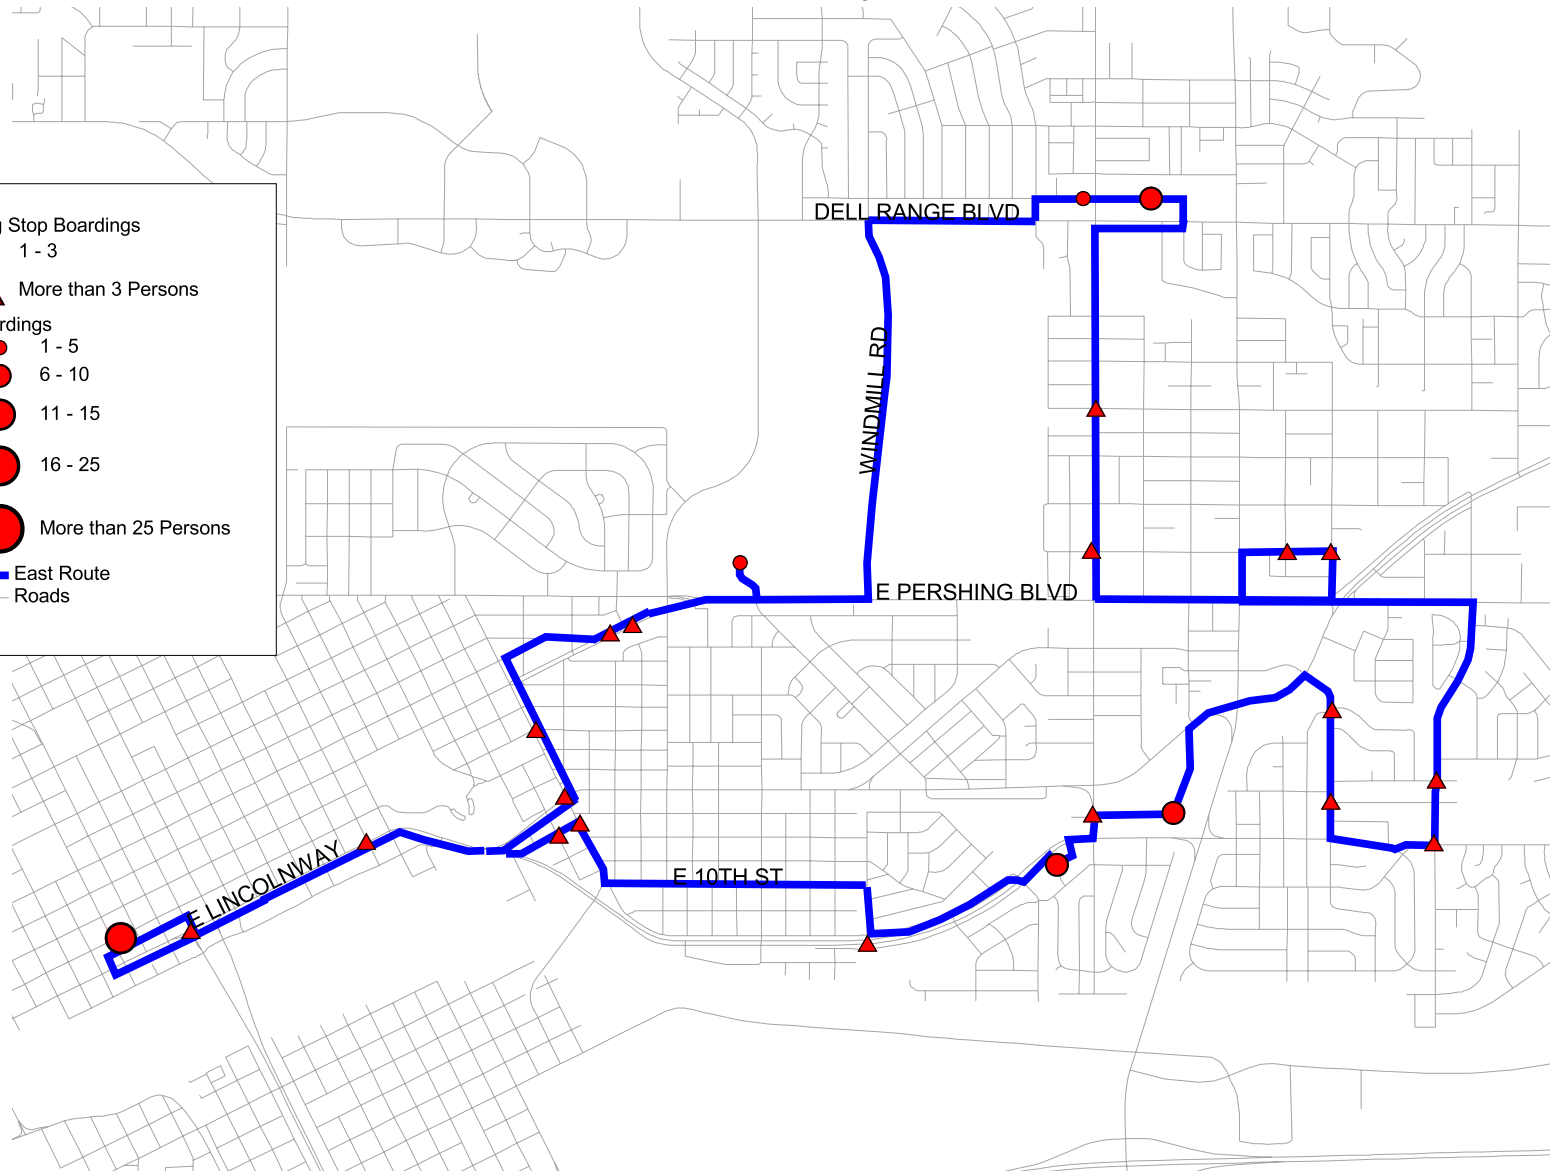 Stop Boardings
1 - 3
More than 3 Persons
rdings
1 - 5
6 - 10
11 - 15
16 - 25
More than 25 Persons
East Route
Roads
DELL RANGE BLVD
WINDMILL RD
E PERSHING BLVD
E 10TH ST
E LINCOLNWAY